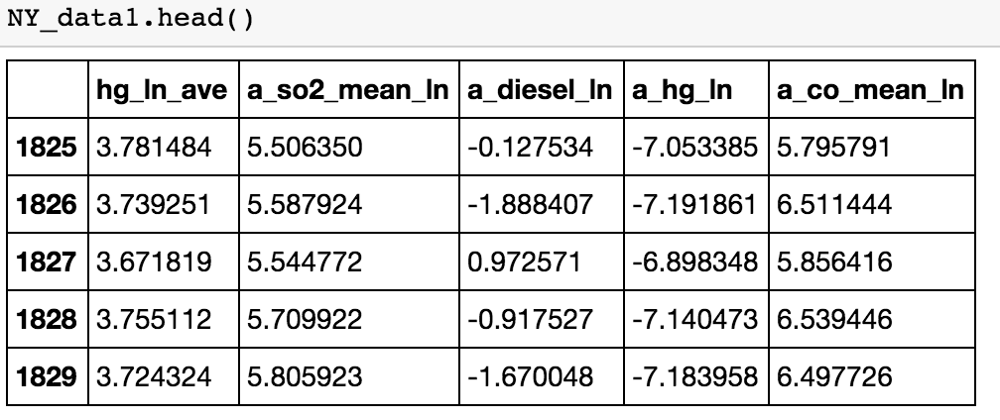 NY_data1.head()
hg_ln_ave a_so2_mean_ln a_diesel_ln a_hg_ln a_co_mean_ln
1825 3.781484 5.506350 -0.127534 -7.053385 5.795791
1826 3.739251 5.587924 -1.888407 -7.191861 6.511444
1827 3.671819 5.544772 0.972571 -6.898348 5.856416
1828 3.755112 5.709922 -0.917527 -7.140473 6.539446
1829 3.724324 5.805923 -1.670048 -7.183958 6.497726